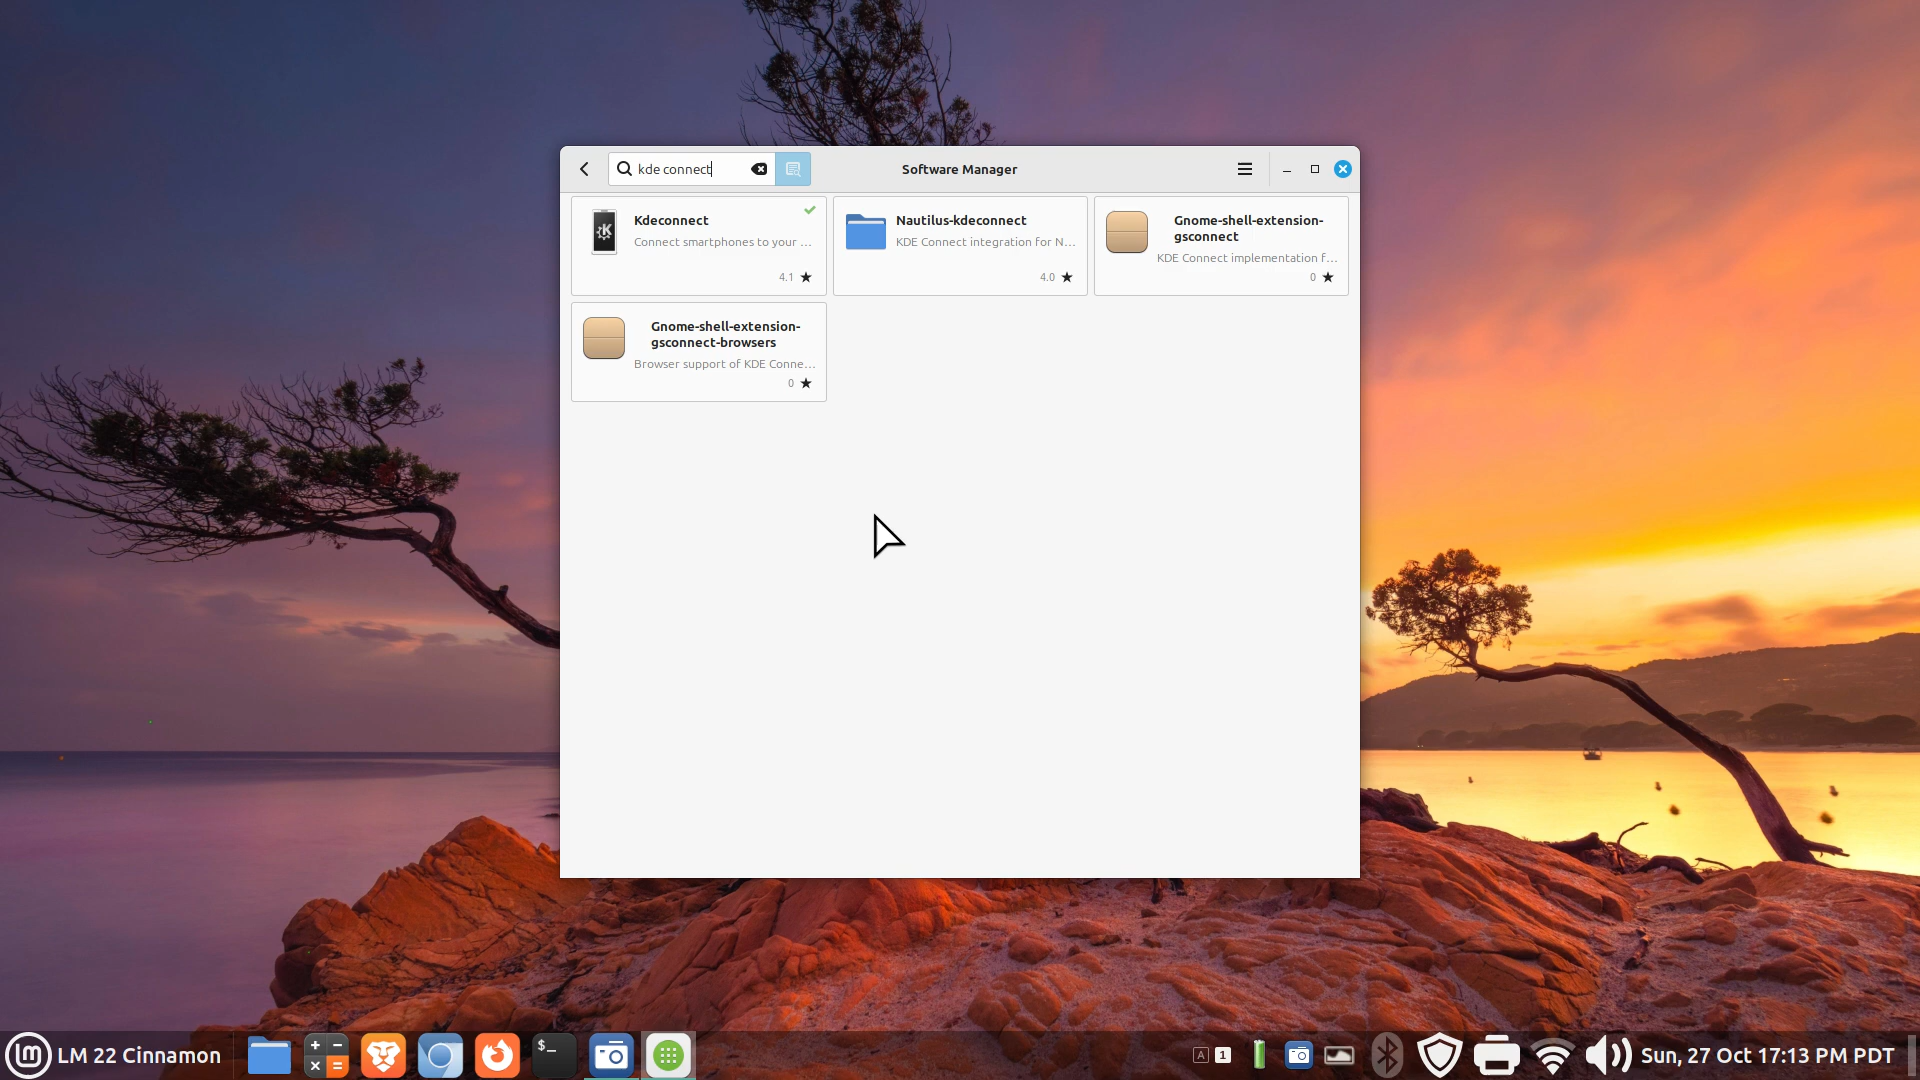 kde connect
Software Manager
Kdeconnect
Connect smartphones to your ...
4.1
Nautilus-kdeconnect
KDE Connect integration for N...
4.0
Gnome-shell-extension-
gsconnect
KDE Connect implementation f...
0
Gnome-shell-extension-
gsconnect-browsers
Browser support of KDE Conne...
0
LM 22 Cinnamon
A 1
Sun, 27 Oct 17:13 PM PDT